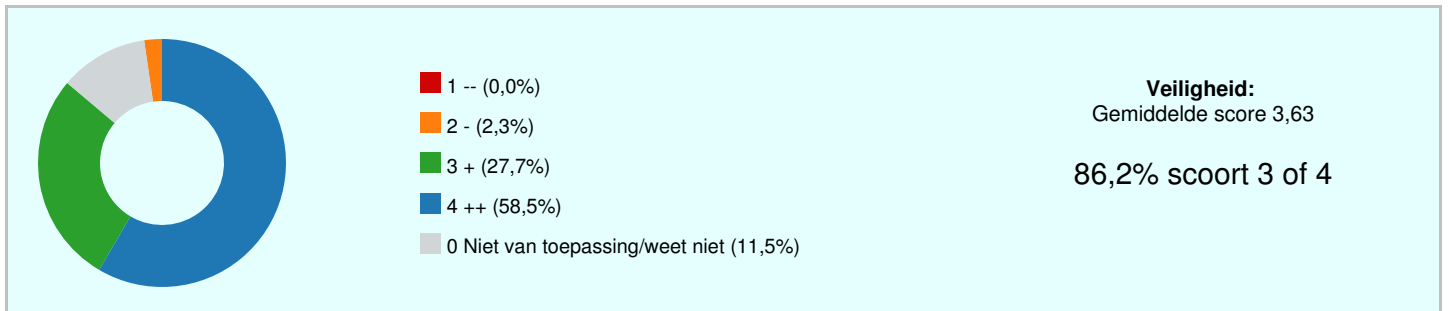 1 -- (0,0%)
2 - (2,3%)
3 + (27,7%)
4 ++ (58,5%)
0 Niet van toepassing/weet niet (11,5%)
Veiligheid:
Gemiddelde score 3,63
86,2% scoort 3 of 4